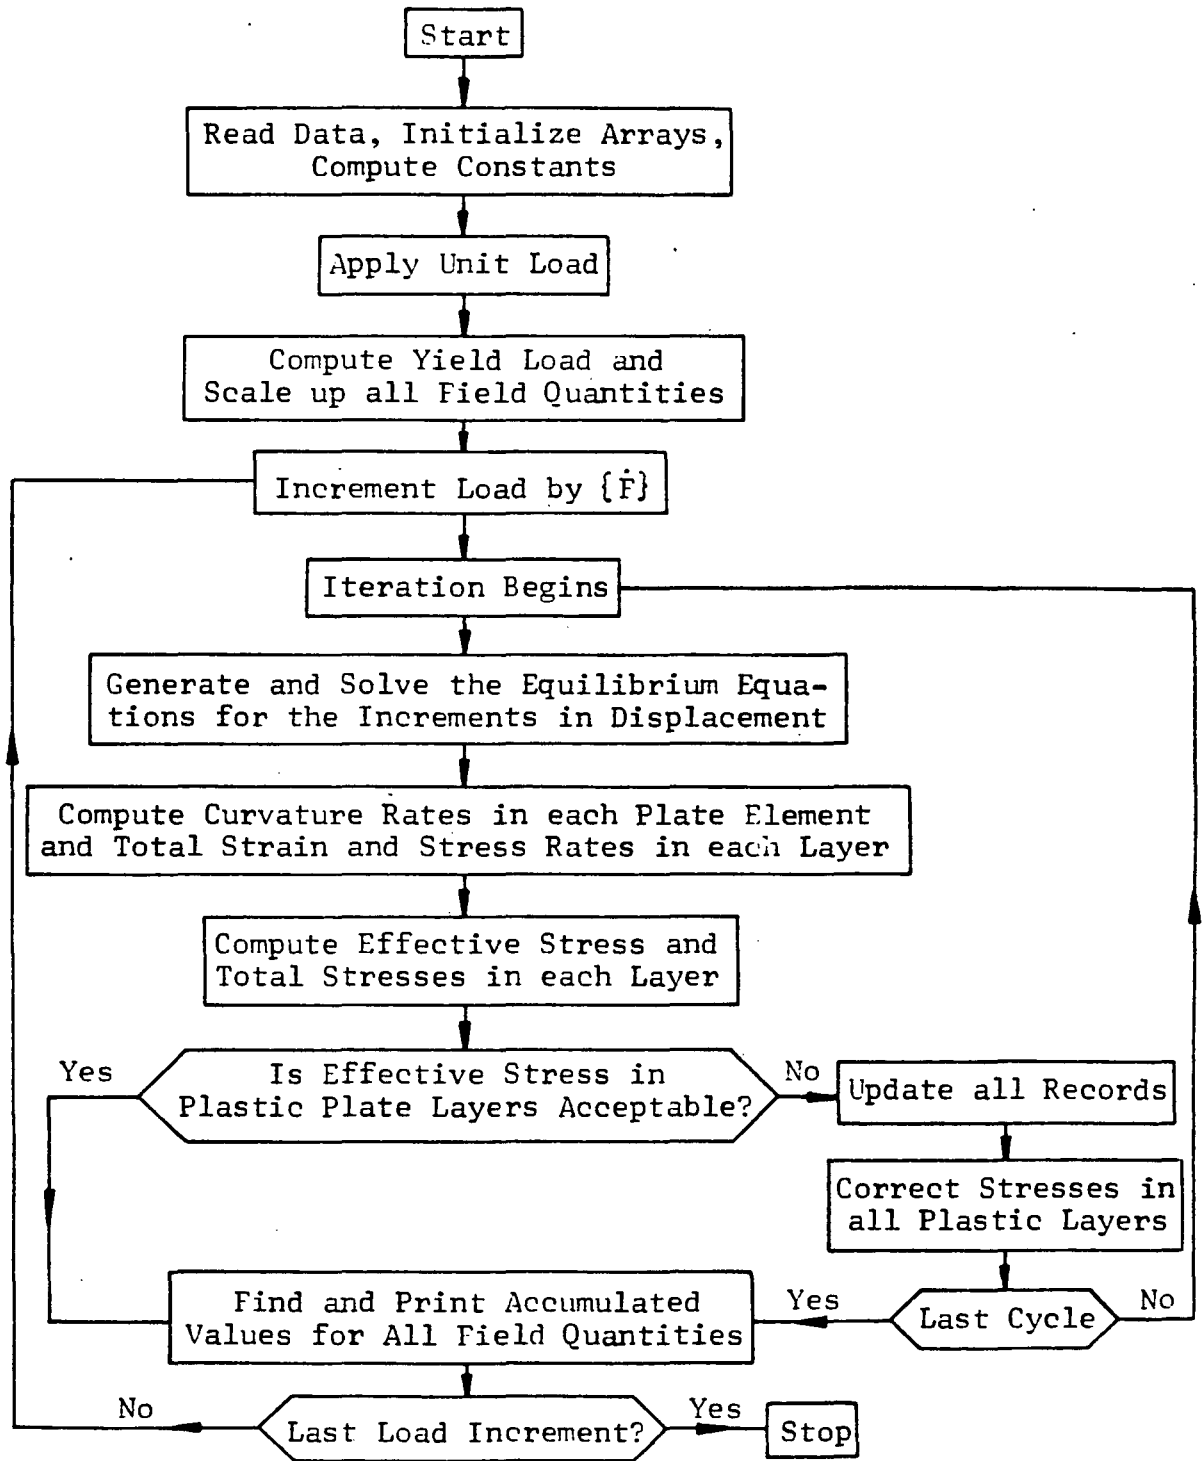 Start
Read Data, Initialize Arrays,
Compute Constants
Apply Unit Load
Compute Yield Load and
Scale up all Field Quantities
Increment Load by {Ḟ}
Iteration Begins
Generate and Solve the Equilibrium Equa-
tions for the Increments in Displacement
Compute Curvature Rates in each Plate Element
and Total Strain and Stress Rates in each Layer
Compute Effective Stress and
Total Stresses in each Layer
Yes
Is Effective Stress in
Plastic Plate Layers Acceptable?
No
Update all Records
Correct Stresses in
all Plastic Layers
Find and Print Accumulated
Values for All Field Quantities
Yes
Last Cycle
No
No
Last Load Increment?
Yes
Stop